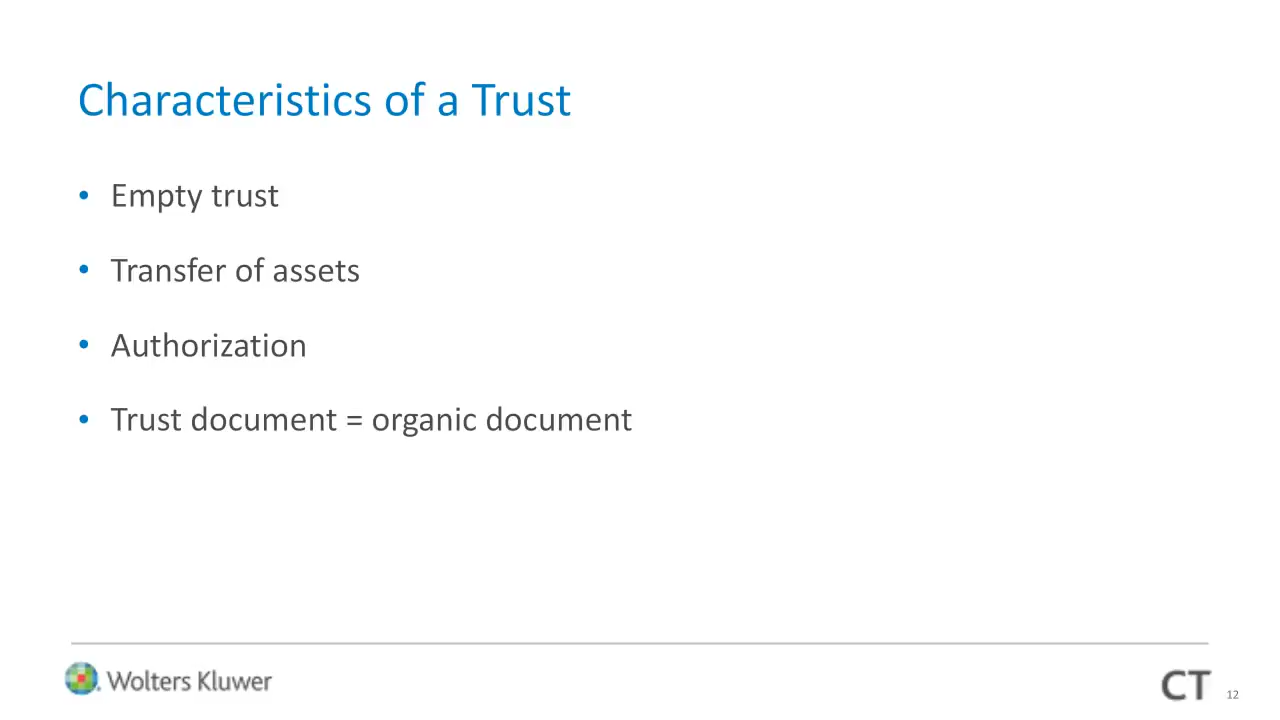 Characteristics of a Trust
• Empty trust
• Transfer of assets
• Authorization
• Trust document = organic document
Wolters Kluwer
CT
12